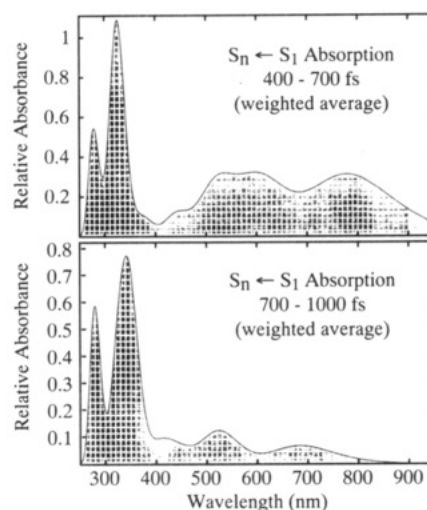 Relative Absorbance
1
0.8
0.6
0.4
0.2
Sn ← S1 Absorption
400 - 700 fs
(weighted average)
Relative Absorbance
0.8
0.7
0.6
0.5
0.4
0.3
0.2
0.1
Sn ← S1 Absorption
700 - 1000 fs
(weighted average)
300 400 500 600 700 800 900
Wavelength (nm)